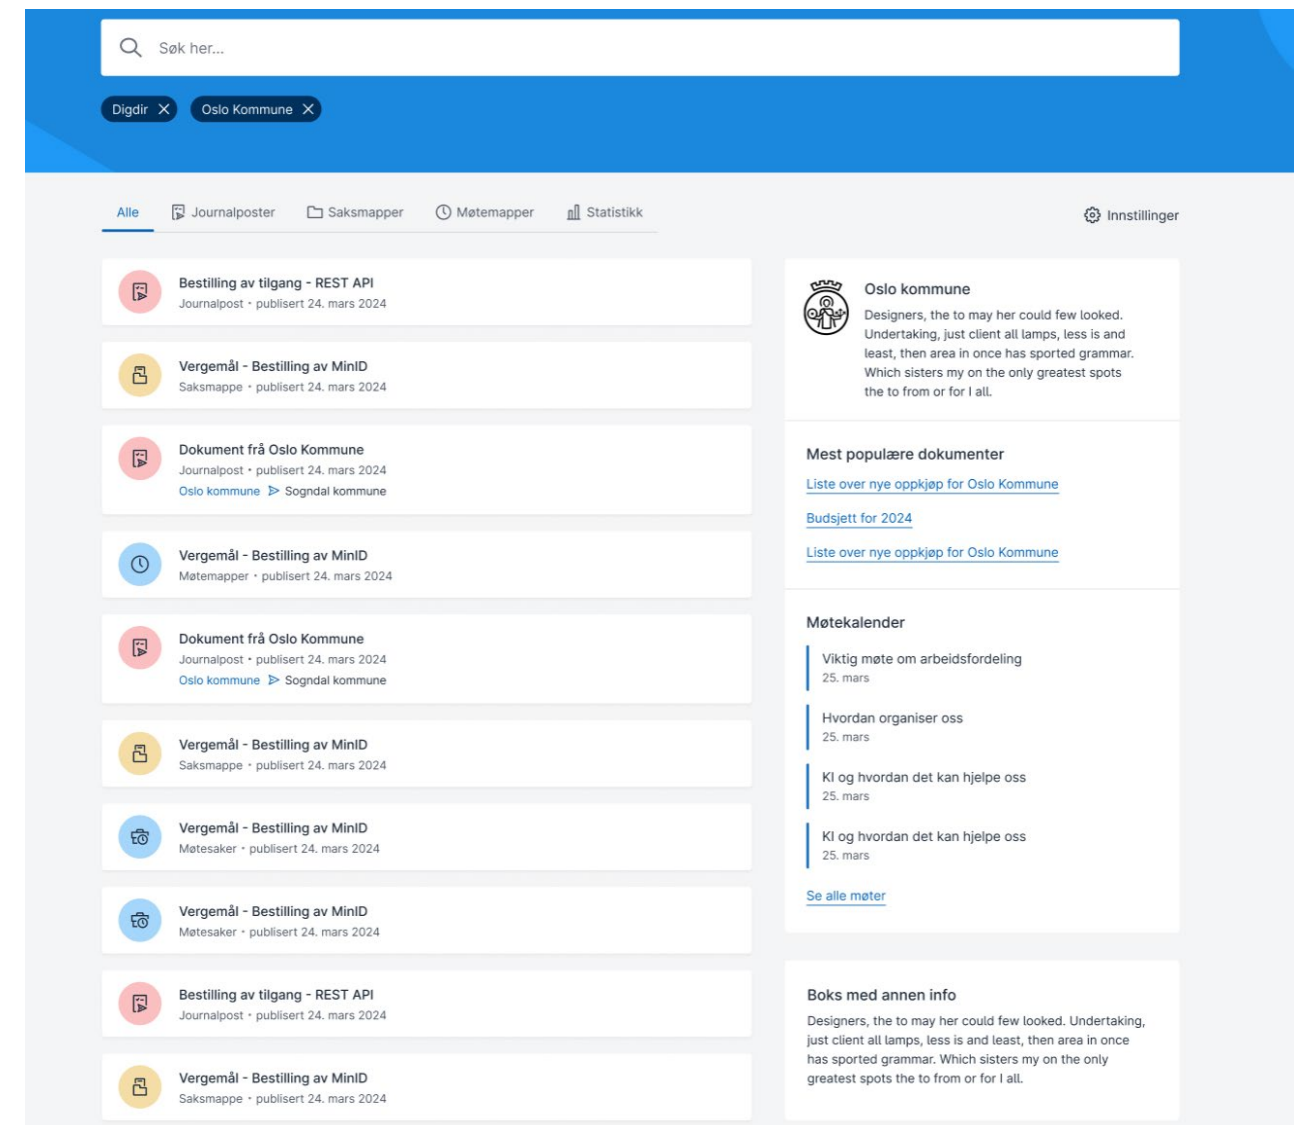 Søk her...
Digdir
Oslo Kommune
Alle
Journalposter
Saksmapper
Møtemapper
Statistikk
Innstillinger
Bestilling av tilgang - REST API
Journalpost • publisert 24. mars 2024
Vergemål - Bestilling av MinID
Saksmappe • publisert 24. mars 2024
Dokument frå Oslo Kommune
Journalpost • publisert 24. mars 2024
Oslo kommune Sogndal kommune
Vergemål - Bestilling av MinID
Møtemapper • publisert 24. mars 2024
Dokument frå Oslo Kommune
Journalpost • publisert 24. mars 2024
Oslo kommune Sogndal kommune
Vergemål - Bestilling av MinID
Saksmappe • publisert 24. mars 2024
Vergemål - Bestilling av MinID
Møtesaker • publisert 24. mars 2024
Vergemål - Bestilling av MinID
Møtesaker • publisert 24. mars 2024
Bestilling av tilgang - REST API
Journalpost • publisert 24. mars 2024
Vergemål - Bestilling av MinID
Saksmappe • publisert 24. mars 2024
Oslo kommune
Designers, the to may her could few looked.
Undertaking, just client all lamps, less is and
least, then area in once has sported grammar.
Which sisters my on the only greatest spots
the to from or for I all.
Mest populære dokumenter
Liste over nye oppkjøp for Oslo Kommune
Budsjett for 2024
Liste over nye oppkjøp for Oslo Kommune
Møtekalender
Viktig møte om arbeidsfordeling
25. mars
Hvordan organiser oss
25. mars
KI og hvordan det kan hjelpe oss
25. mars
KI og hvordan det kan hjelpe oss
25. mars
Se alle møter
Boks med annen info
Designers, the to may her could few looked. Undertaking,
just client all lamps, less is and least, then area in once
has sported grammar. Which sisters my on the only
greatest spots the to from or for I all.